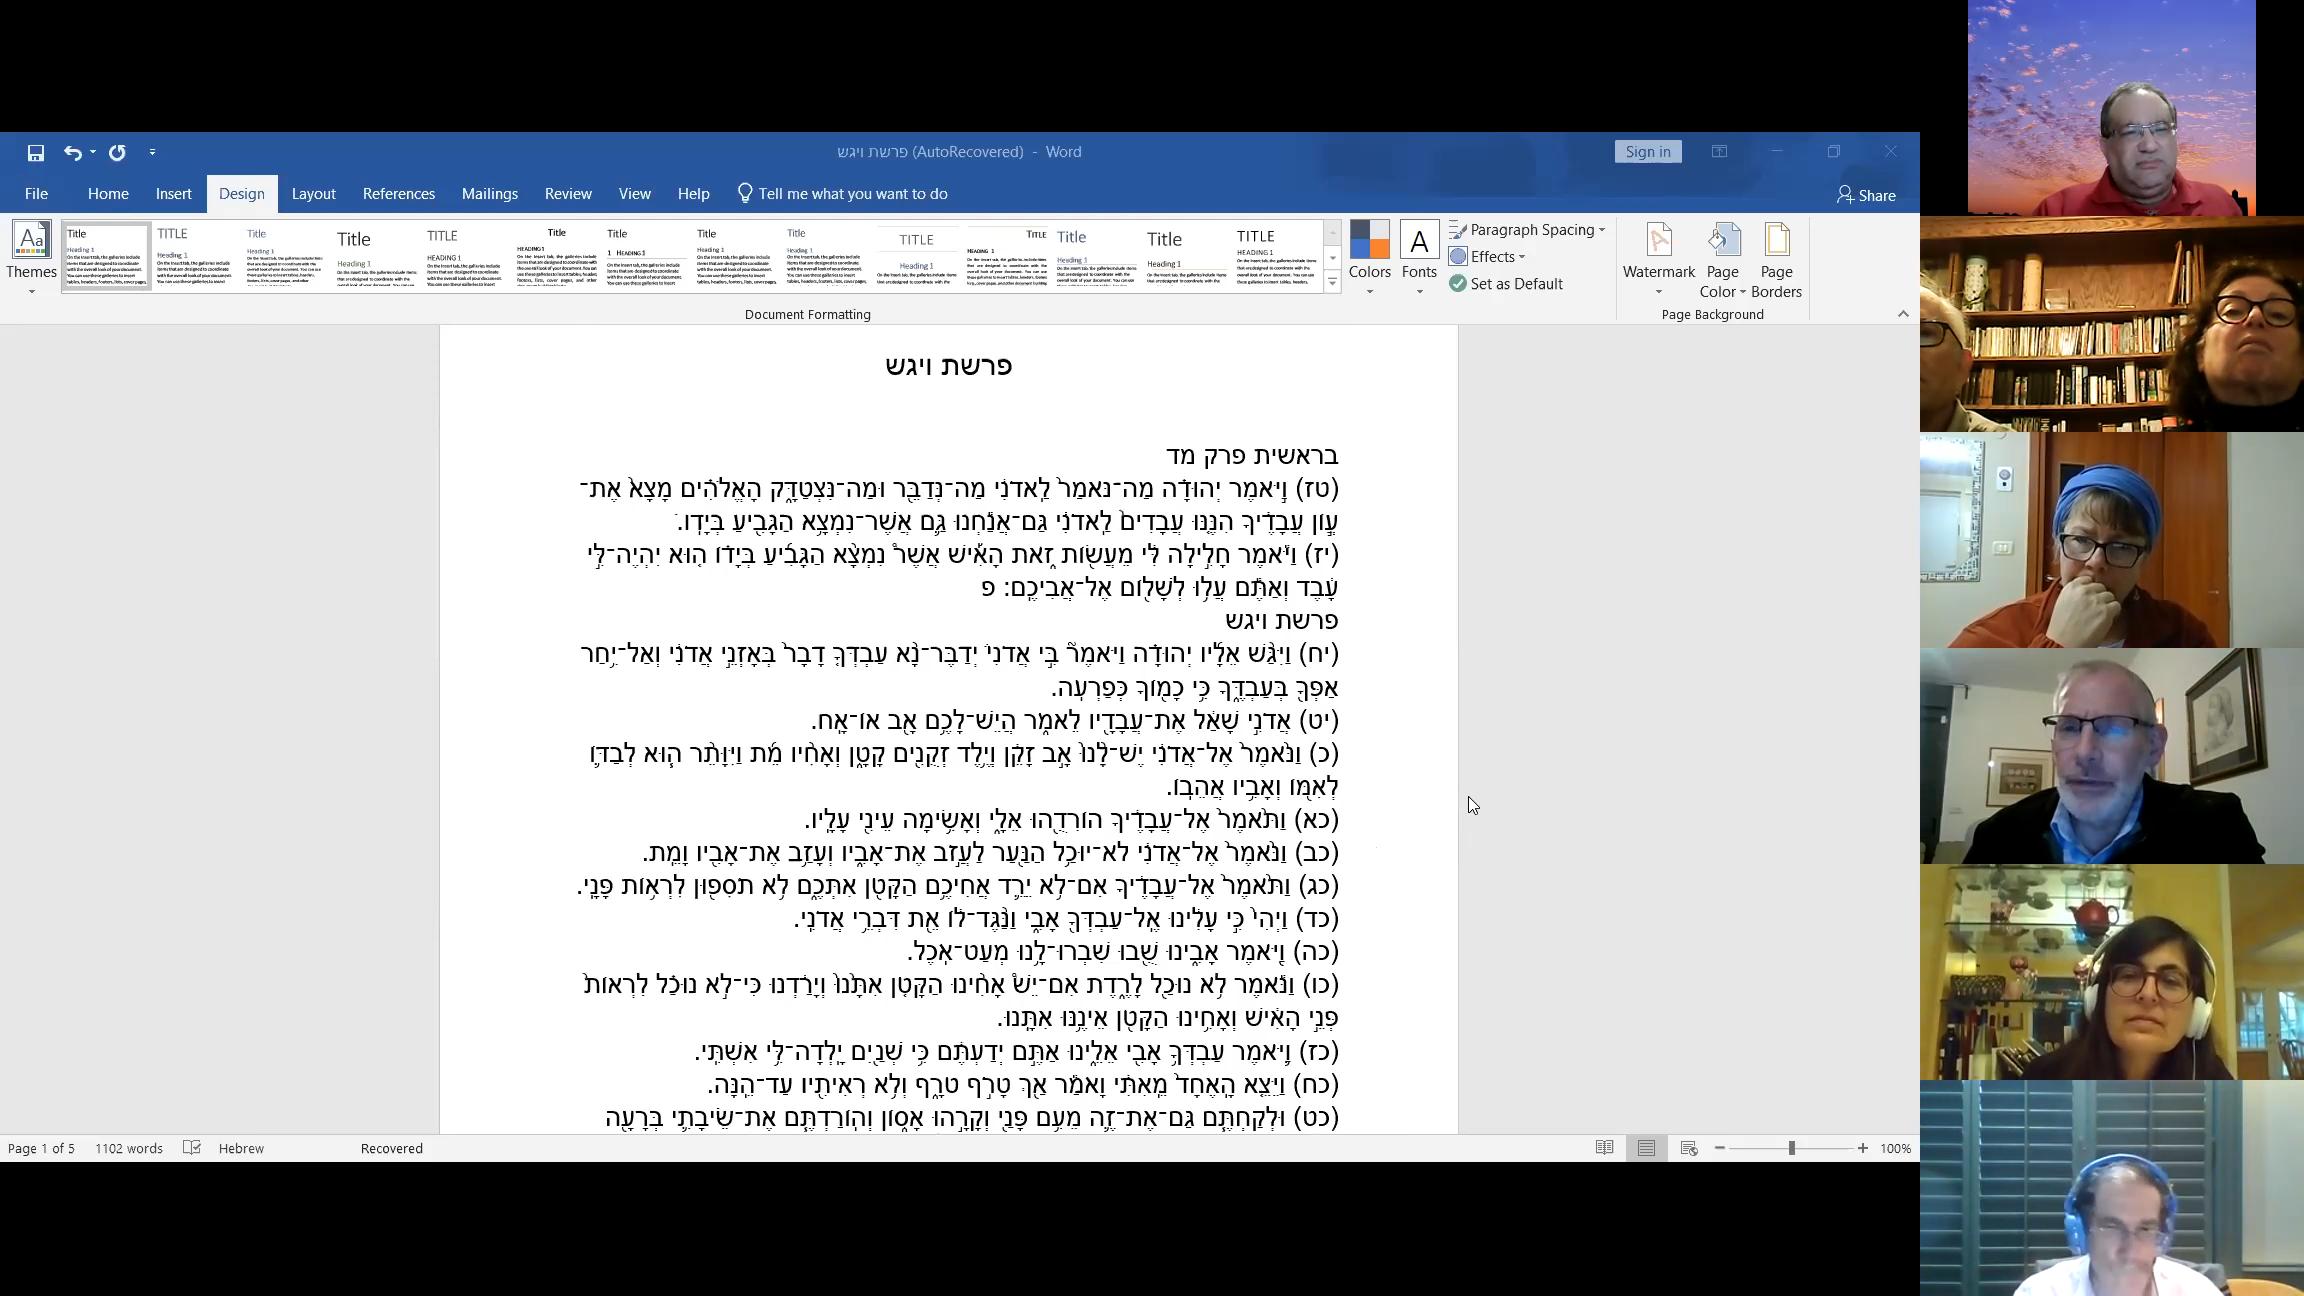 פרשת ויגש (AutoRecovered) - Word
Sign in
File Home Insert Design Layout References Mailings Review View Help Tell me what you want to do
Share
Themes
Colors
Fonts
Paragraph Spacing
Effects
Set as Default
Watermark
Page Color
Page Borders
Document Formatting
Page Background
פרשת ויגש
בראשית פרק מד
(טז) וַיֹּאמֶר יְהוּדָה מַה־נֹּאמַר לַאדֹנִי מַה־נְּדַבֵּר וּמַה־נִּצְטַדָּק הָאֱלֹהִים מָצָא אֶת־
עֲוֹן עֲבָדֶיךָ הִנֶּנּוּ עֲבָדִים לַאדֹנִי גַּם־אֲנַחְנוּ גַּם אֲשֶׁר־נִמְצָא הַגָּבִיעַ בְּיָדוֹ.
(יז) וַיֹּאמֶר חָלִילָה לִּי מֵעֲשׂוֹת זֹאת הָאִישׁ אֲשֶׁר נִמְצָא הַגָּבִיעַ בְּיָדוֹ הוּא יִהְיֶה־לִּי
עָבֶד וְאַתֶּם עֲלוּ לְשָׁלוֹם אֶל־אֲבִיכֶם: פ
פרשת ויגש
(יח) וַיִּגַּשׁ אֵלָיו יְהוּדָה וַיֹּאמֶר בִּי אֲדֹנִי יְדַבֶּר־נָא עַבְדְּךָ דָבָר בְּאָזְנֵי אֲדֹנִי וְאַל־יִחַר
אַפְּךָ בְּעַבְדֶּךָ כִּי כָמוֹךָ כְּפַרְעֹה.
(יט) אֲדֹנִי שָׁאַל אֶת־עֲבָדָיו לֵאמֹר הֲיֵשׁ־לָכֶם אָב אוֹ־אָח.
(כ) וַנֹּאמֶר אֶל־אֲדֹנִי יֶשׁ־לָנוּ אָב זָקֵן וְיֶלֶד זְקֻנִים קָטָן וְאָחִיו מֵת וַיִּוָּתֵר הוּא לְבַדּוֹ
לְאִמּוֹ וְאָבִיו אֲהֵבוֹ.
(כא) וַתֹּאמֶר אֶל־עֲבָדֶיךָ הוֹרִדֻהוּ אֵלָי וְאָשִׂימָה עֵינִי עָלָיו.
(כב) וַנֹּאמֶר אֶל־אֲדֹנִי לֹא־יוּכַל הַנַּעַר לַעֲזֹב אֶת־אָבִיו וְעָזַב אֶת־אָבִיו וָמֵת.
(כג) וַתֹּאמֶר אֶל־עֲבָדֶיךָ אִם־לֹא יֵרֵד אֲחִיכֶם הַקָּטֹן אִתְּכֶם לֹא תֹסִפוּן לִרְאוֹת פָּנָי.
(כד) וַיְהִי כִּי עָלִינוּ אֶל־עַבְדְּךָ אָבִי וַנַּגֶּד־לוֹ אֵת דִּבְרֵי אֲדֹנִי.
(כה) וַיֹּאמֶר אָבִינוּ שֻׁבוּ שִׁבְרוּ־לָנוּ מְעַט־אֹכֶל.
(כו) וַנֹּאמֶר לֹא נוּכַל לָרֶדֶת אִם־יֵשׁ אָחִינוּ הַקָּטֹן אִתָּנוּ וְיָרַדְנוּ כִּי־לֹא נוּכַל לִרְאוֹת
פְּנֵי הָאִישׁ וְאָחִינוּ הַקָּטֹן אֵינֶנּוּ אִתָּנוּ.
(כז) וַיֹּאמֶר עַבְדְּךָ אָבִי אֵלֵינוּ אַתֶּם יְדַעְתֶּם כִּי שְׁנַיִם יָלְדָה־לִּי אִשְׁתִּי.
(כח) וַיֵּצֵא הָאֶחָד מֵאִתִּי וָאֹמַר אַךְ טָרֹף טֹרָף וְלֹא רְאִיתִיו עַד־הֵנָּה.
(כט) וּלְקַחְתֶּם גַּם־אֶת־זֶה מֵעִם פָּנַי וְקָרָהוּ אָסוֹן וְהוֹרַדְתֶּם אֶת־שֵׂיבָתִי בְּרָעָה
Page 1 of 5 1102 words Hebrew Recovered 100%